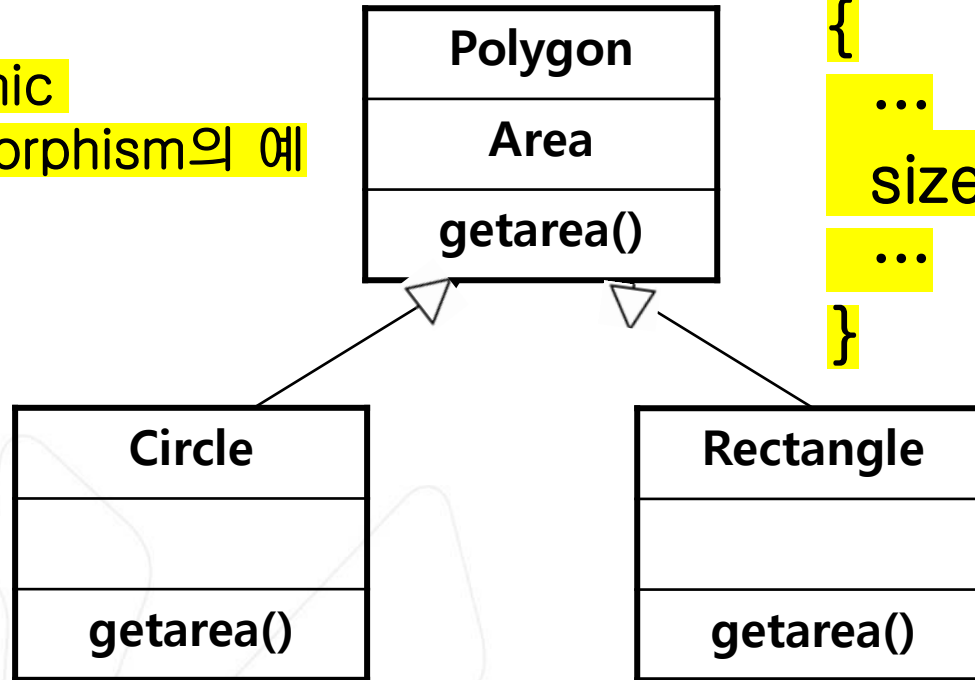 nic
orphism의 예
Polygon
Area
getarea()
{
...
size
...
}
Circle
getarea()
Rectangle
getarea()